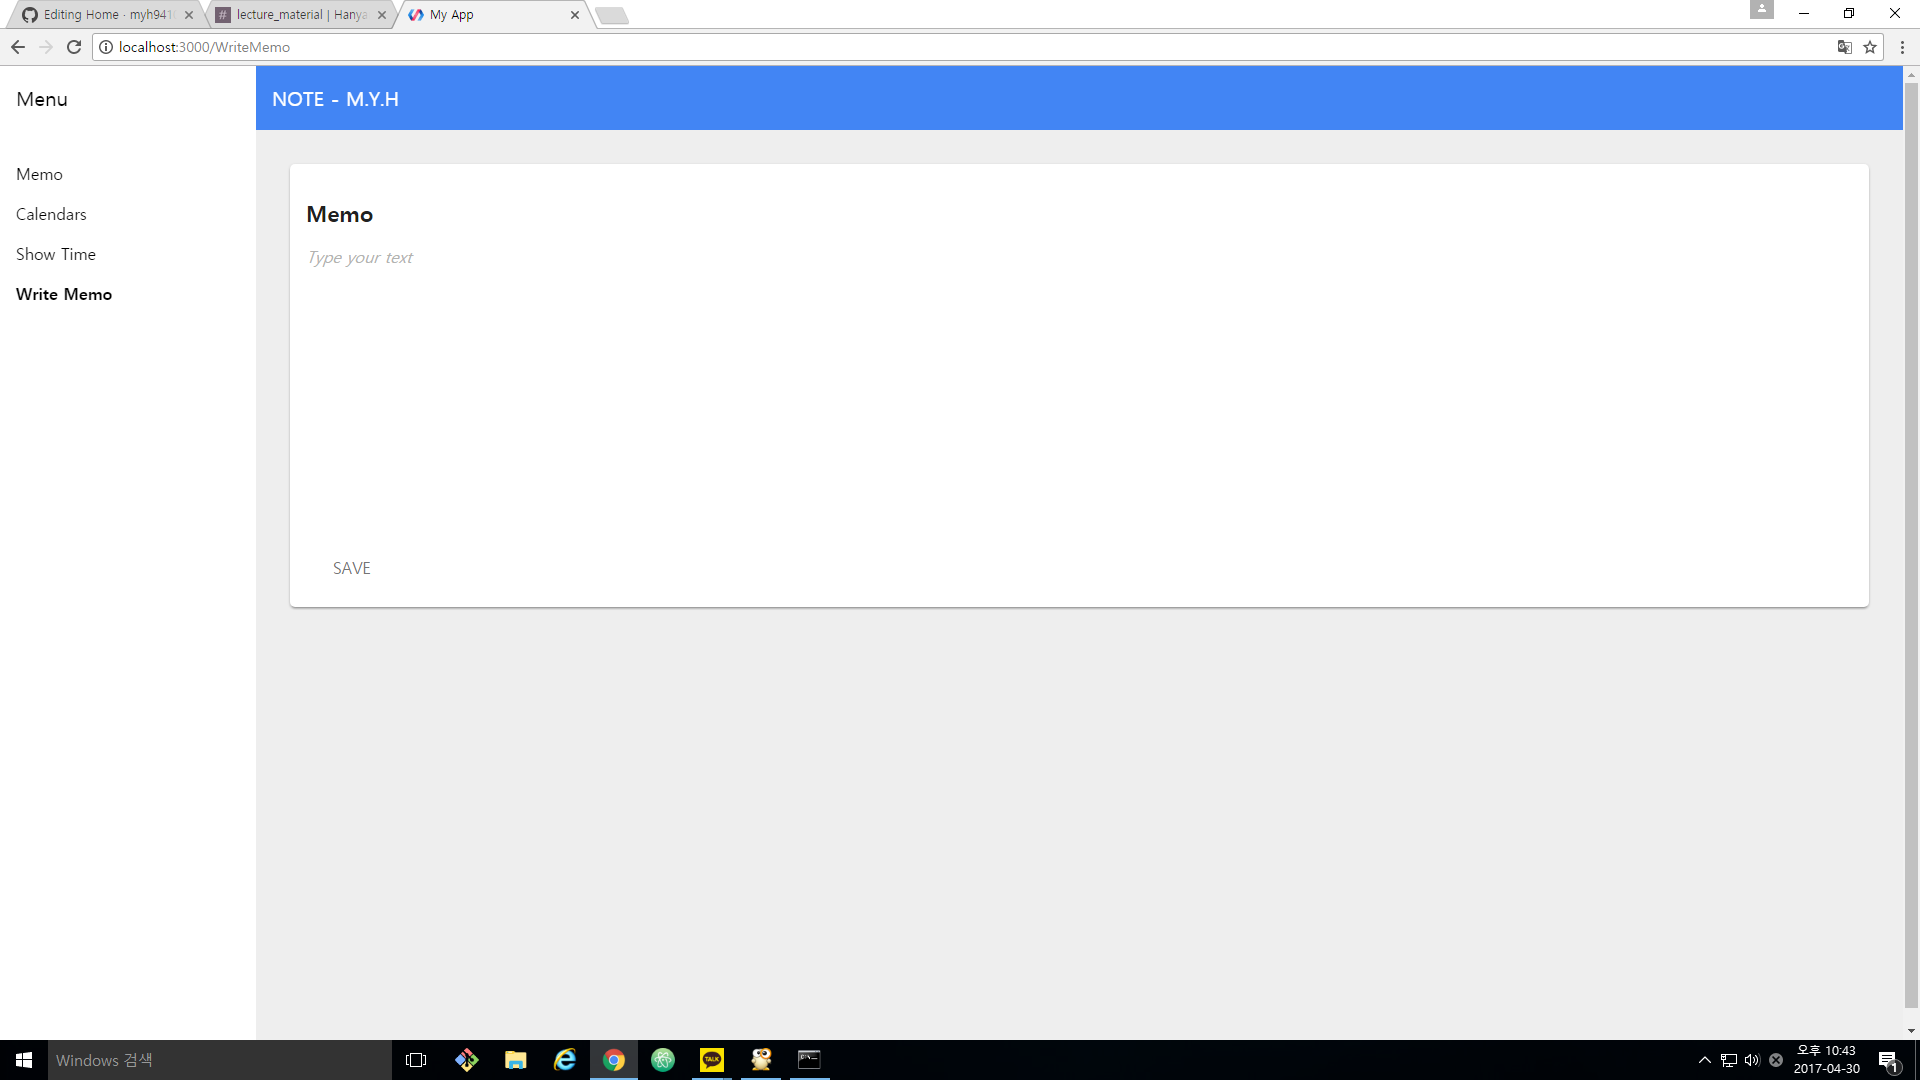 Editing Home · myh941
lecture_material | Hanya
My App
localhost:3000/WriteMemo
Menu
NOTE - M.Y.H
Memo
Calendars
Show Time
Write Memo
Memo
Type your text
SAVE
Windows 검색
TALK
오후 10:43
2017-04-30
1